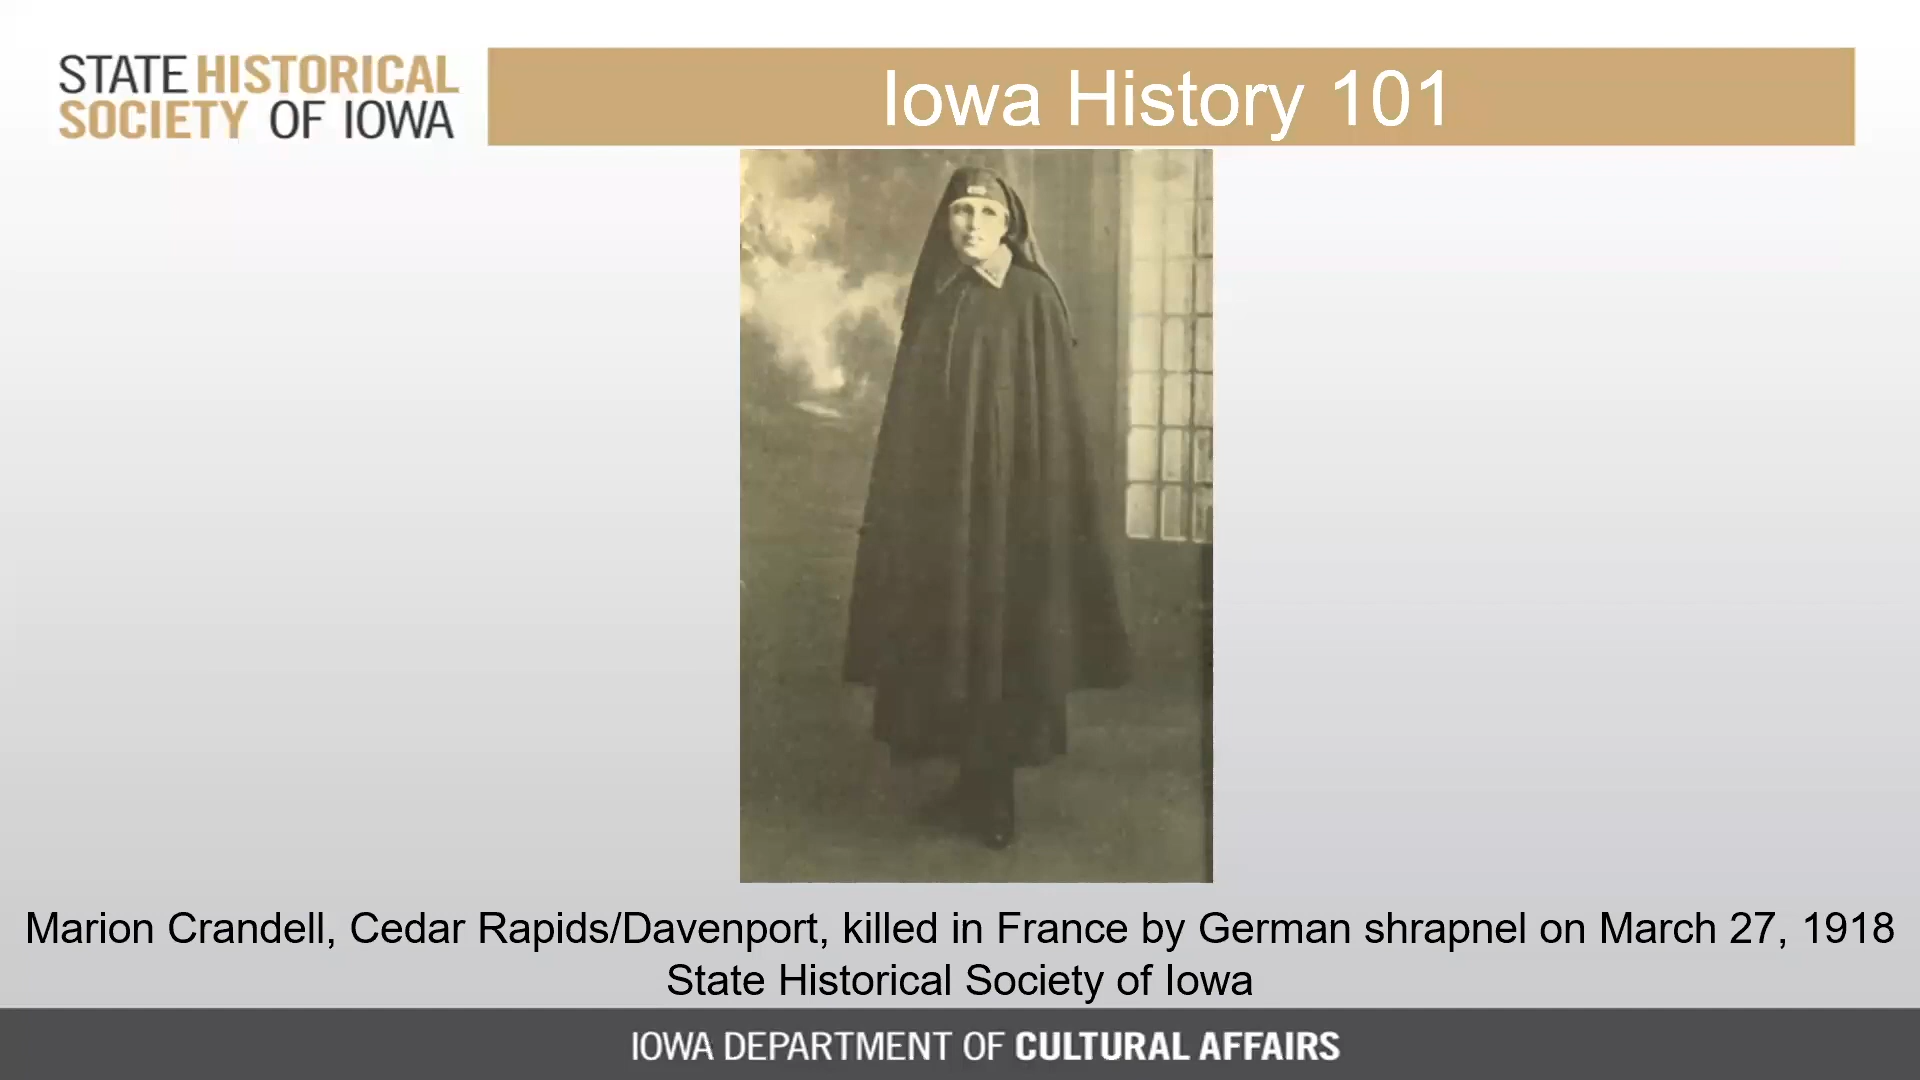 STATE HISTORICAL
SOCIETY OF IOWA
Iowa History 101
Marion Crandell, Cedar Rapids/Davenport, killed in France by German shrapnel on March 27, 1918
State Historical Society of Iowa
IOWA DEPARTMENT OF CULTURAL AFFAIRS